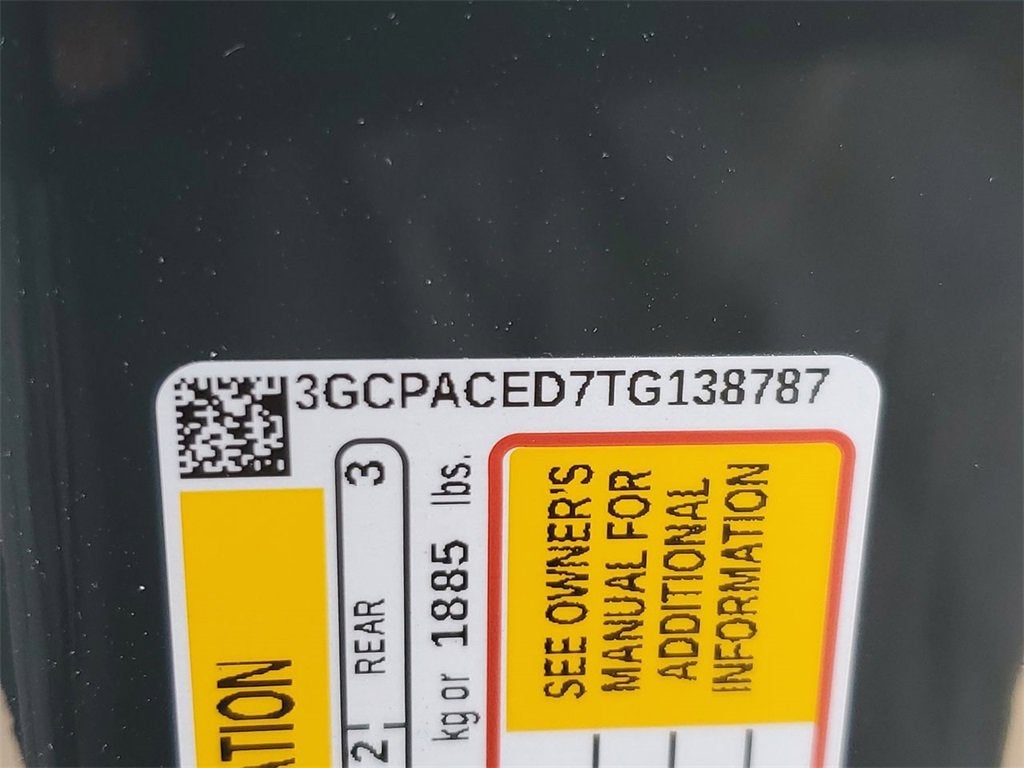 3GCPACED7TG138787
ATION
2 REAR 3
kg or 1885 lbs.
SEE OWNER'S
MANUAL FOR
ADDITIONAL
INFORMATION